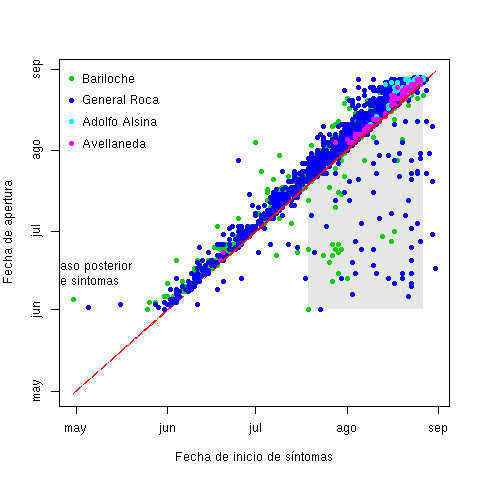 Bariloche
General Roca
Adolfo Alsina
Avellaneda
aso posterior
e sintomas
Fecha de apertura
may
jun
jul
ago
sep
may
jun
jul
ago
sep
Fecha de inicio de síntomas